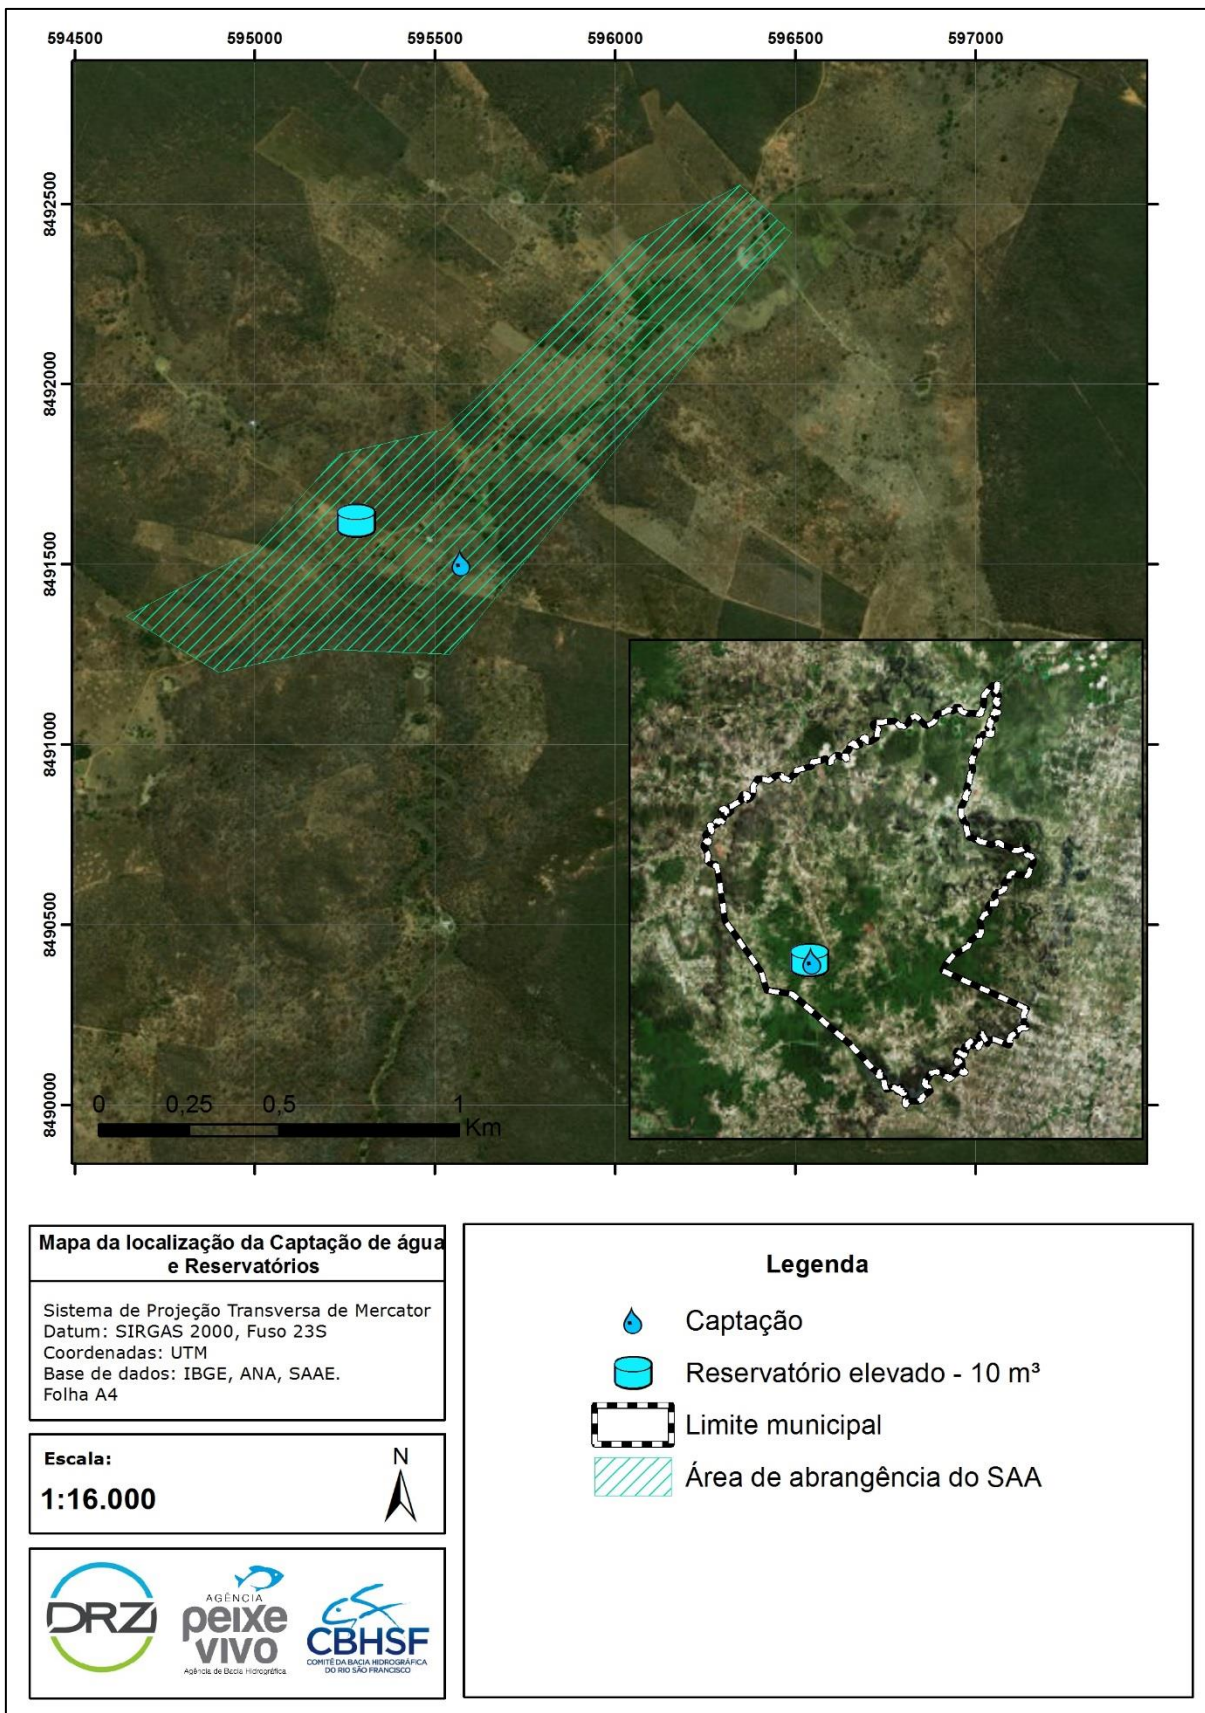 594500 595000 595500 596000 596500 597000
8492500
8492000
8491500
8491000
8490500
8490000
0 0,25 0,5 1
Km
Mapa da localização da Captação de água
e Reservatórios
Sistema de Projeção Transversa de Mercator
Datum: SIRGAS 2000, Fuso 23S
Coordenadas: UTM
Base de dados: IBGE, ANA, SAAE.
Folha A4
Escala:
1:16.000
N
DRZ
AGÊNCIA
peixe
vivo
Agência de Bacia Hidrográfica
CBHSF
COMITÊ DA BACIA HIDROGRÁFICA
DO RIO SÃO FRANCISCO
Legenda
Captação
Reservatório elevado - 10 m³
Limite municipal
Área de abrangência do SAA